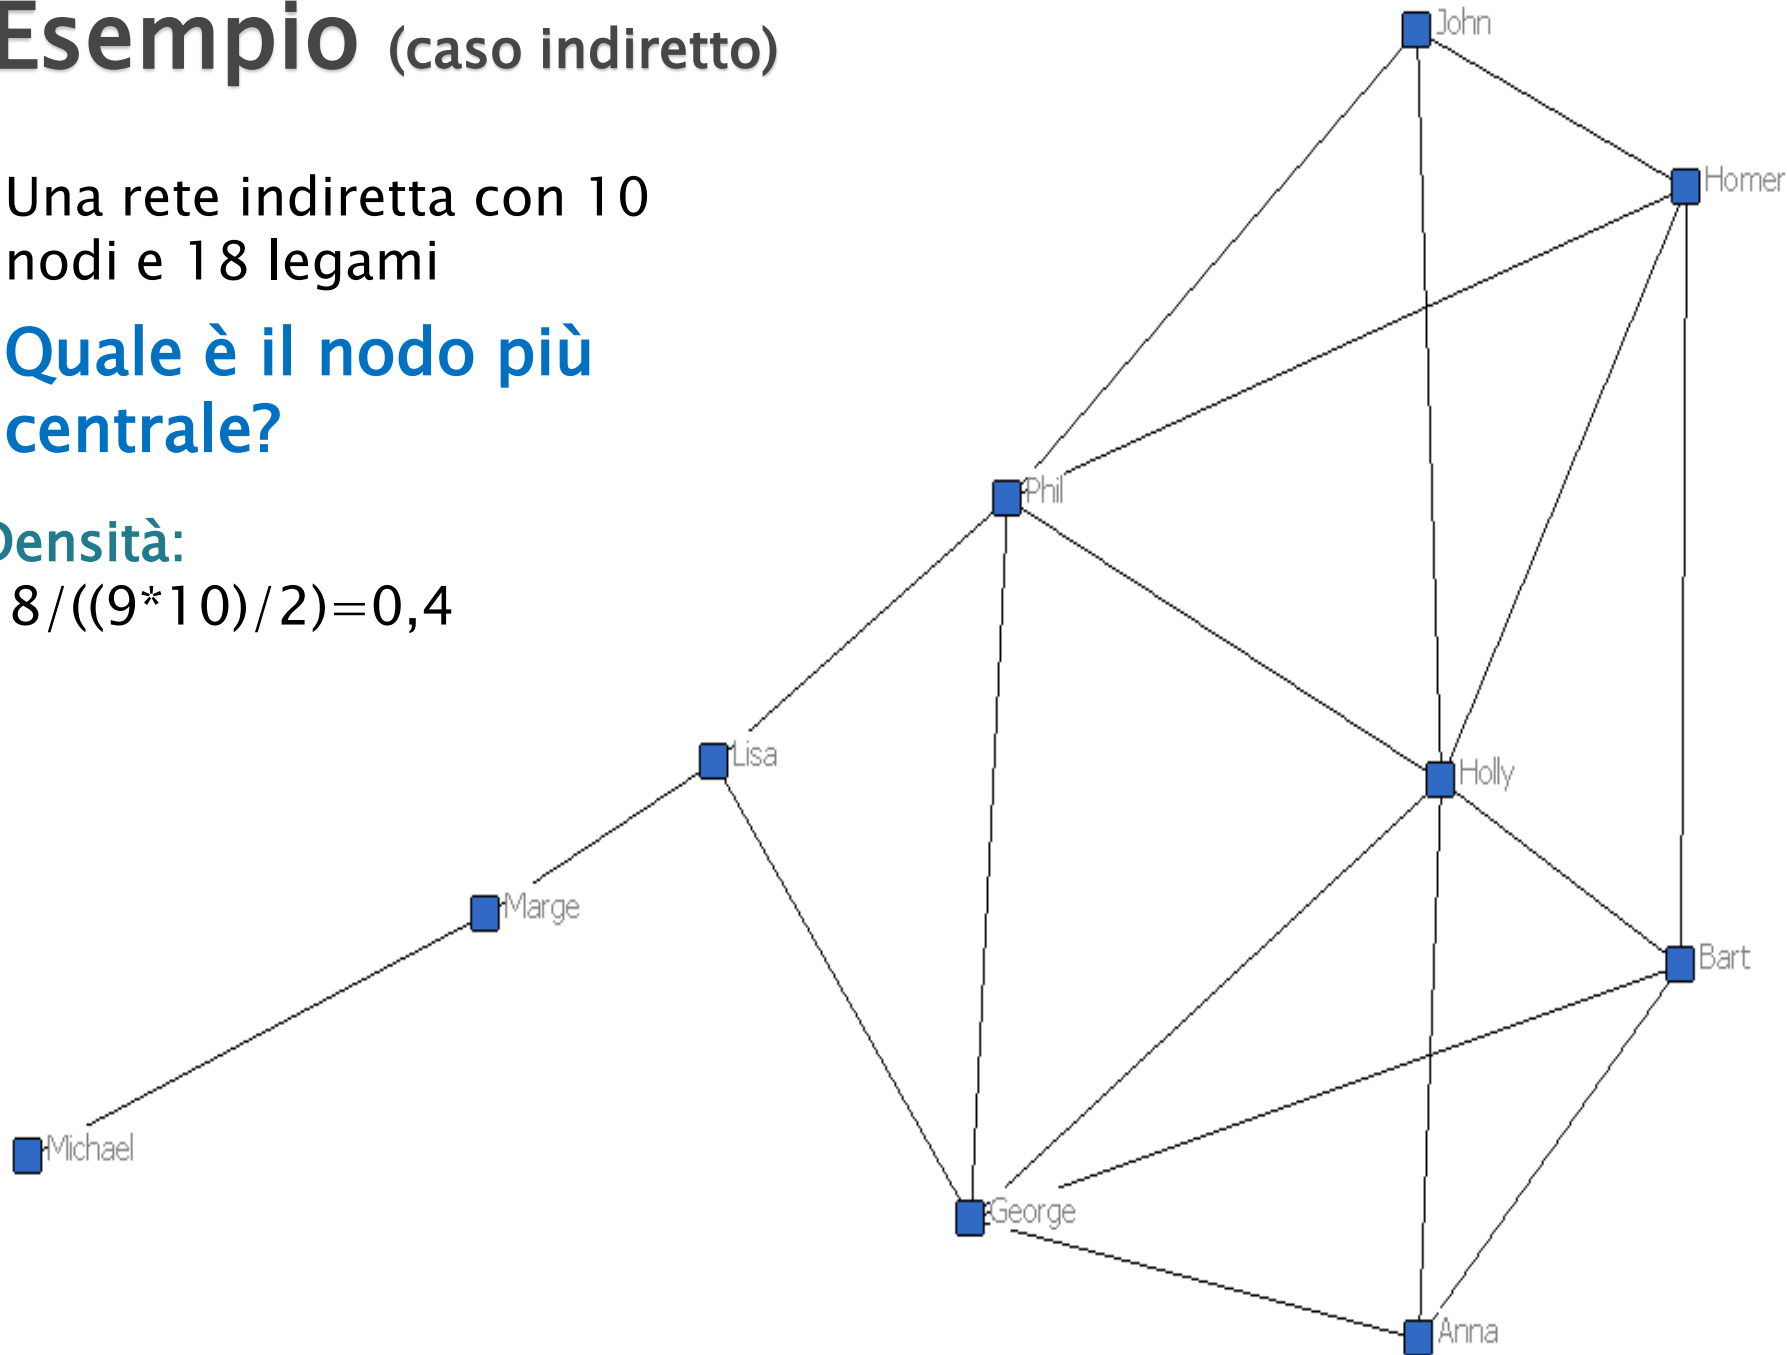 Esempio (caso indiretto)
Una rete indiretta con 10
nodi e 18 legami
Quale è il nodo più
centrale?
Densità:
8/((9*10)/2)=0,4
John
Homer
Phil
Lisa
Holly
Marge
Bart
Michael
George
Anna